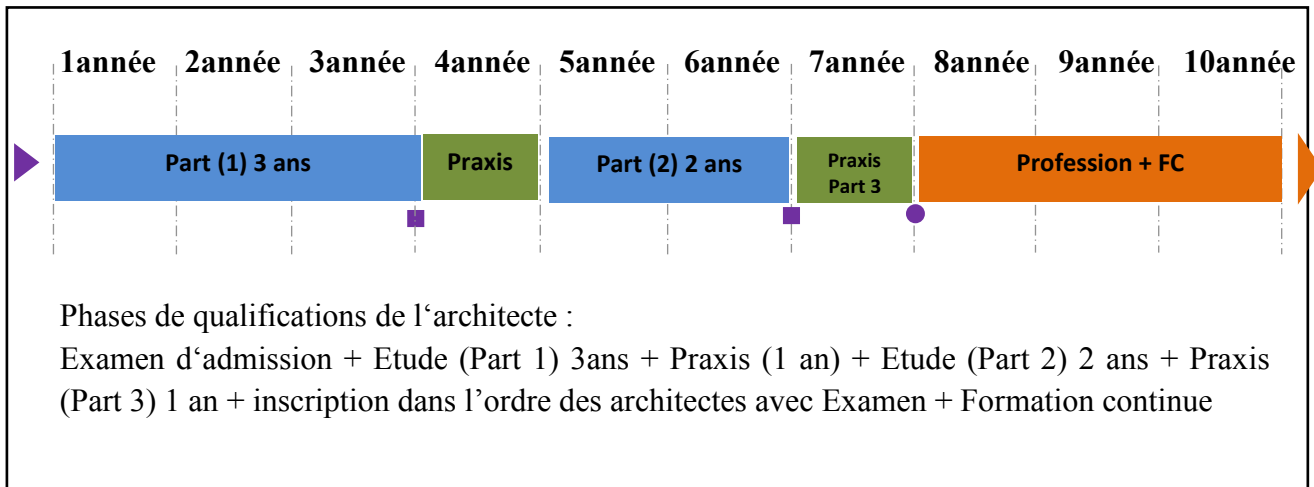 1année 2année 3année 4année 5année 6année 7année 8année 9année 10année
Part (1) 3 ans
Praxis
Part (2) 2 ans
Praxis
Part 3
Profession + FC
Phases de qualifications de l‘architecte :
Examen d‘admission + Etude (Part 1) 3ans + Praxis (1 an) + Etude (Part 2) 2 ans + Praxis
(Part 3) 1 an + inscription dans l’ordre des architectes avec Examen + Formation continue